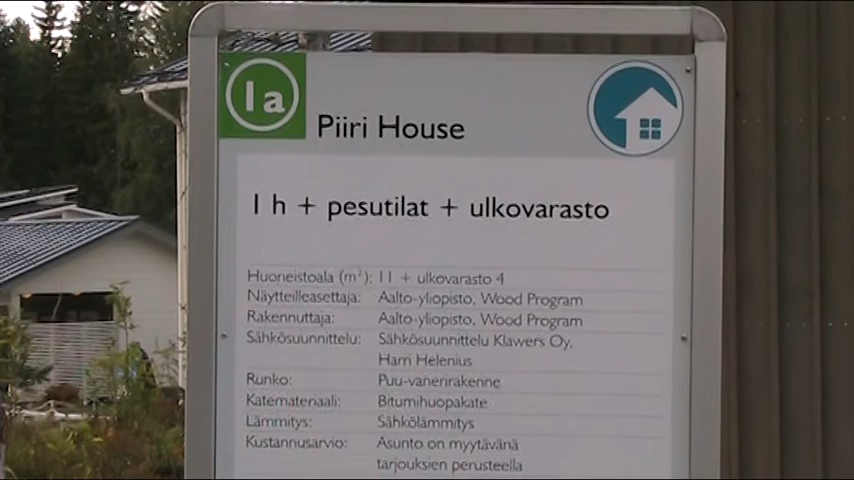 1a
Piiri House
1 h + pesutilat + ulkovarasto
Huoneistoala (m²): 11 + ulkovarasto 4
Näytteilleasettaja: Aalto-yliopisto, Wood Program
Rakennuttaja: Aalto-yliopisto, Wood Program
Sähkösuunnittelu: Sähkösuunnittelu Klawers Oy,
Harri Helenius
Runko: Puu-vanerirakenne
Katemateriaali: Bitumihuopakate
Lämmitys: Sähkölämmitys
Kustannusarvio: Asunto on myytävänä
tarjouksien perusteella